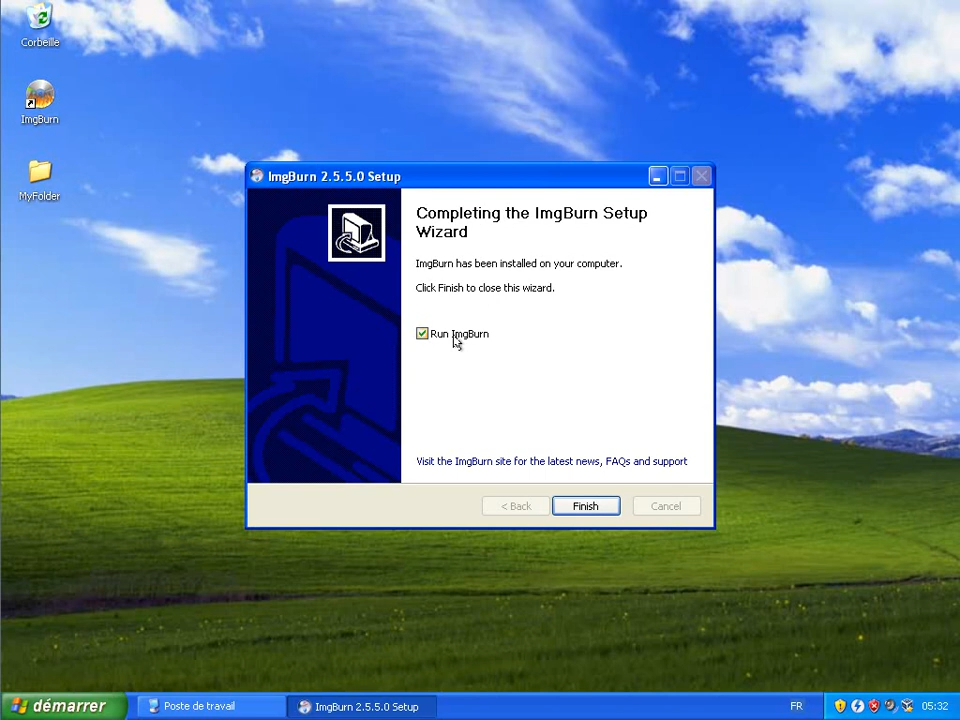 Corbeille
ImgBurn
MyFolder
ImgBurn 2.5.5.0 Setup
Completing the ImgBurn Setup
Wizard
ImgBurn has been installed on your computer.
Click Finish to close this wizard.
Run ImgBurn
Visit the ImgBurn site for the latest news, FAQs and support
< Back
Finish
Cancel
démarrer
Poste de travail
ImgBurn 2.5.5.0 Setup
FR
05:32